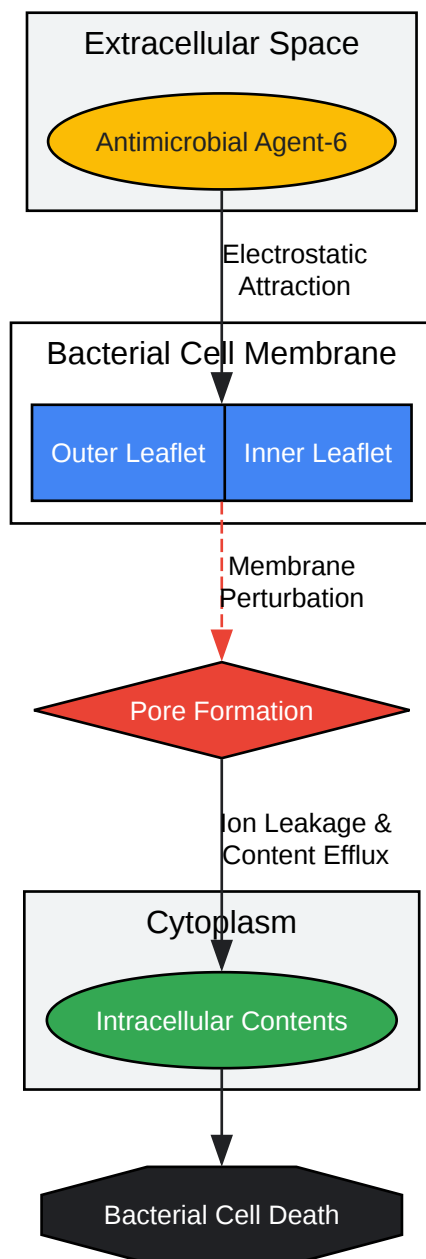 Extracellular Space
Antimicrobial Agent-6
Electrostatic
Attraction
Bacterial Cell Membrane
Outer Leaflet
Inner Leaflet
Membrane
Perturbation
Pore Formation
Ion Leakage &
Content Efflux
Cytoplasm
Intracellular Contents
Bacterial Cell Death